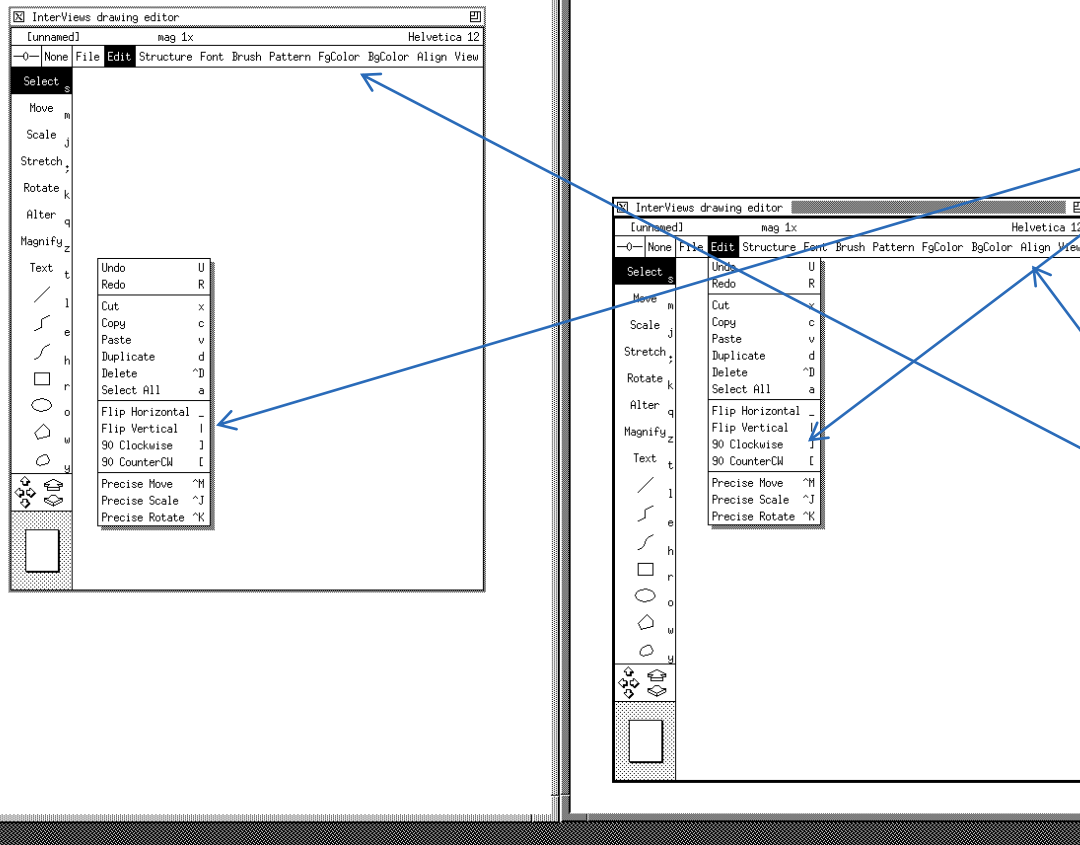 InterViews drawing editor
[unnamed] mag 1x Helvetica 12
None File Edit Structure Font Brush Pattern FgColor BgColor Align View
Select s
Move m
Scale j
Stretch ;
Rotate k
Alter q
Magnify z
Text t
l
e
h
r
o
w
y
Undo U
Redo R
Cut x
Copy c
Paste v
Duplicate d
Delete ^D
Select All a
Flip Horizontal _
Flip Vertical |
90 Clockwise ]
90 CounterCW [
Precise Move ^M
Precise Scale ^J
Precise Rotate ^K
InterViews drawing editor
[unnamed] mag 1x Helvetica 12
None File Edit Structure Font Brush Pattern FgColor BgColor Align View
Select s
Move m
Scale j
Stretch ;
Rotate k
Alter q
Magnify z
Text t
l
e
h
r
o
w
y
Undo U
Redo R
Cut x
Copy c
Paste v
Duplicate d
Delete ^D
Select All a
Flip Horizontal _
Flip Vertical |
90 Clockwise ]
90 CounterCW [
Precise Move ^M
Precise Scale ^J
Precise Rotate ^K